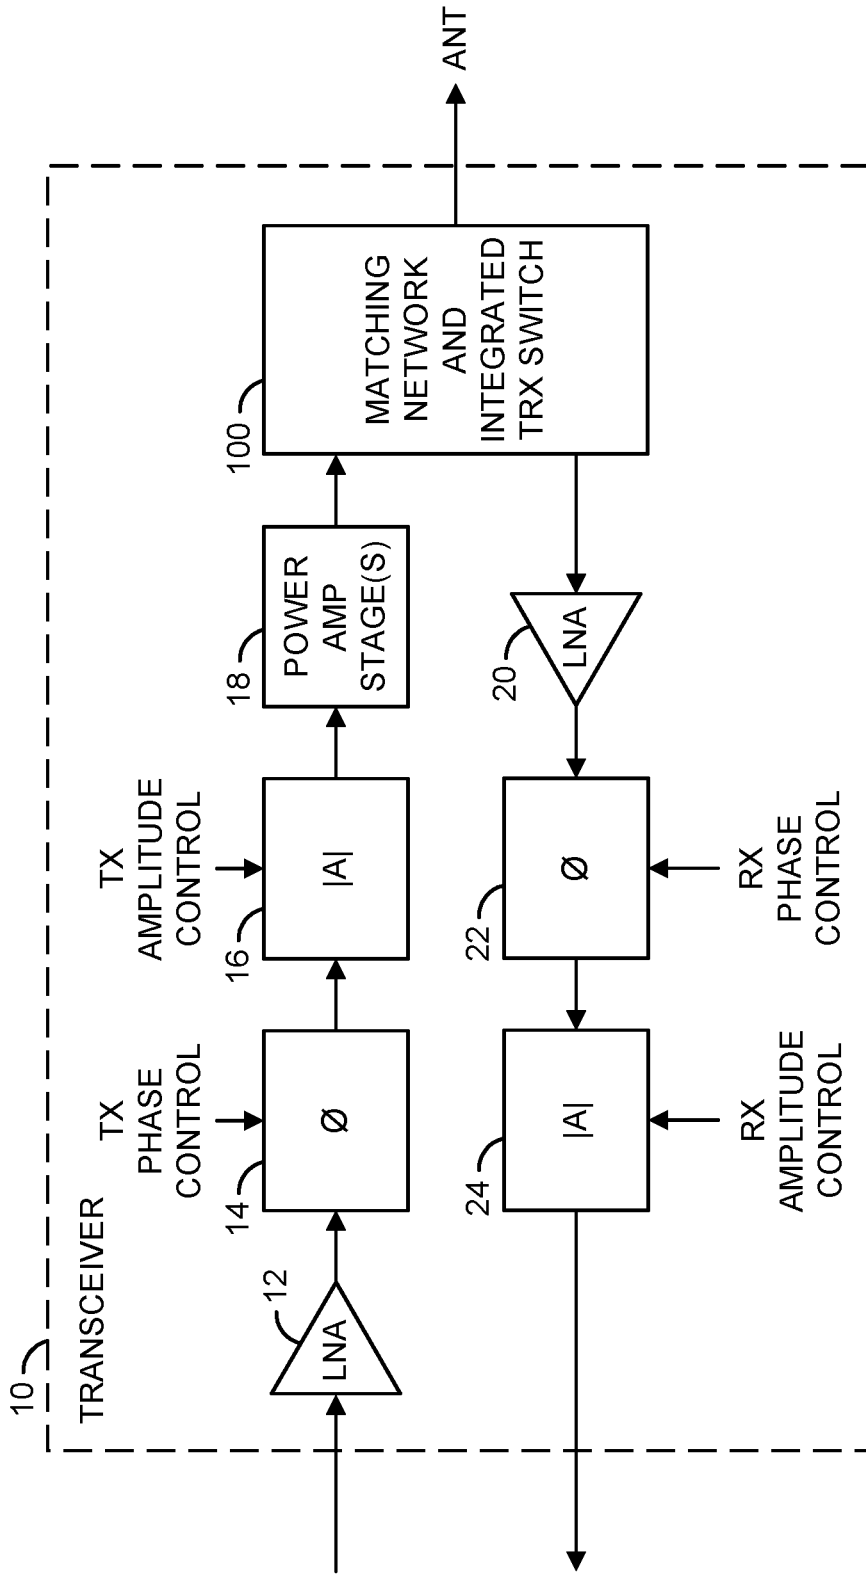 10
TRANSCEIVER
TX
PHASE
CONTROL
TX
AMPLITUDE
CONTROL
12
LNA
14
Ø
16
|A|
18
POWER
AMP
STAGE(S)
100
MATCHING
NETWORK
AND
INTEGRATED
TRX SWITCH
ANT
24
|A|
22
Ø
20
LNA
RX
AMPLITUDE
CONTROL
RX
PHASE
CONTROL